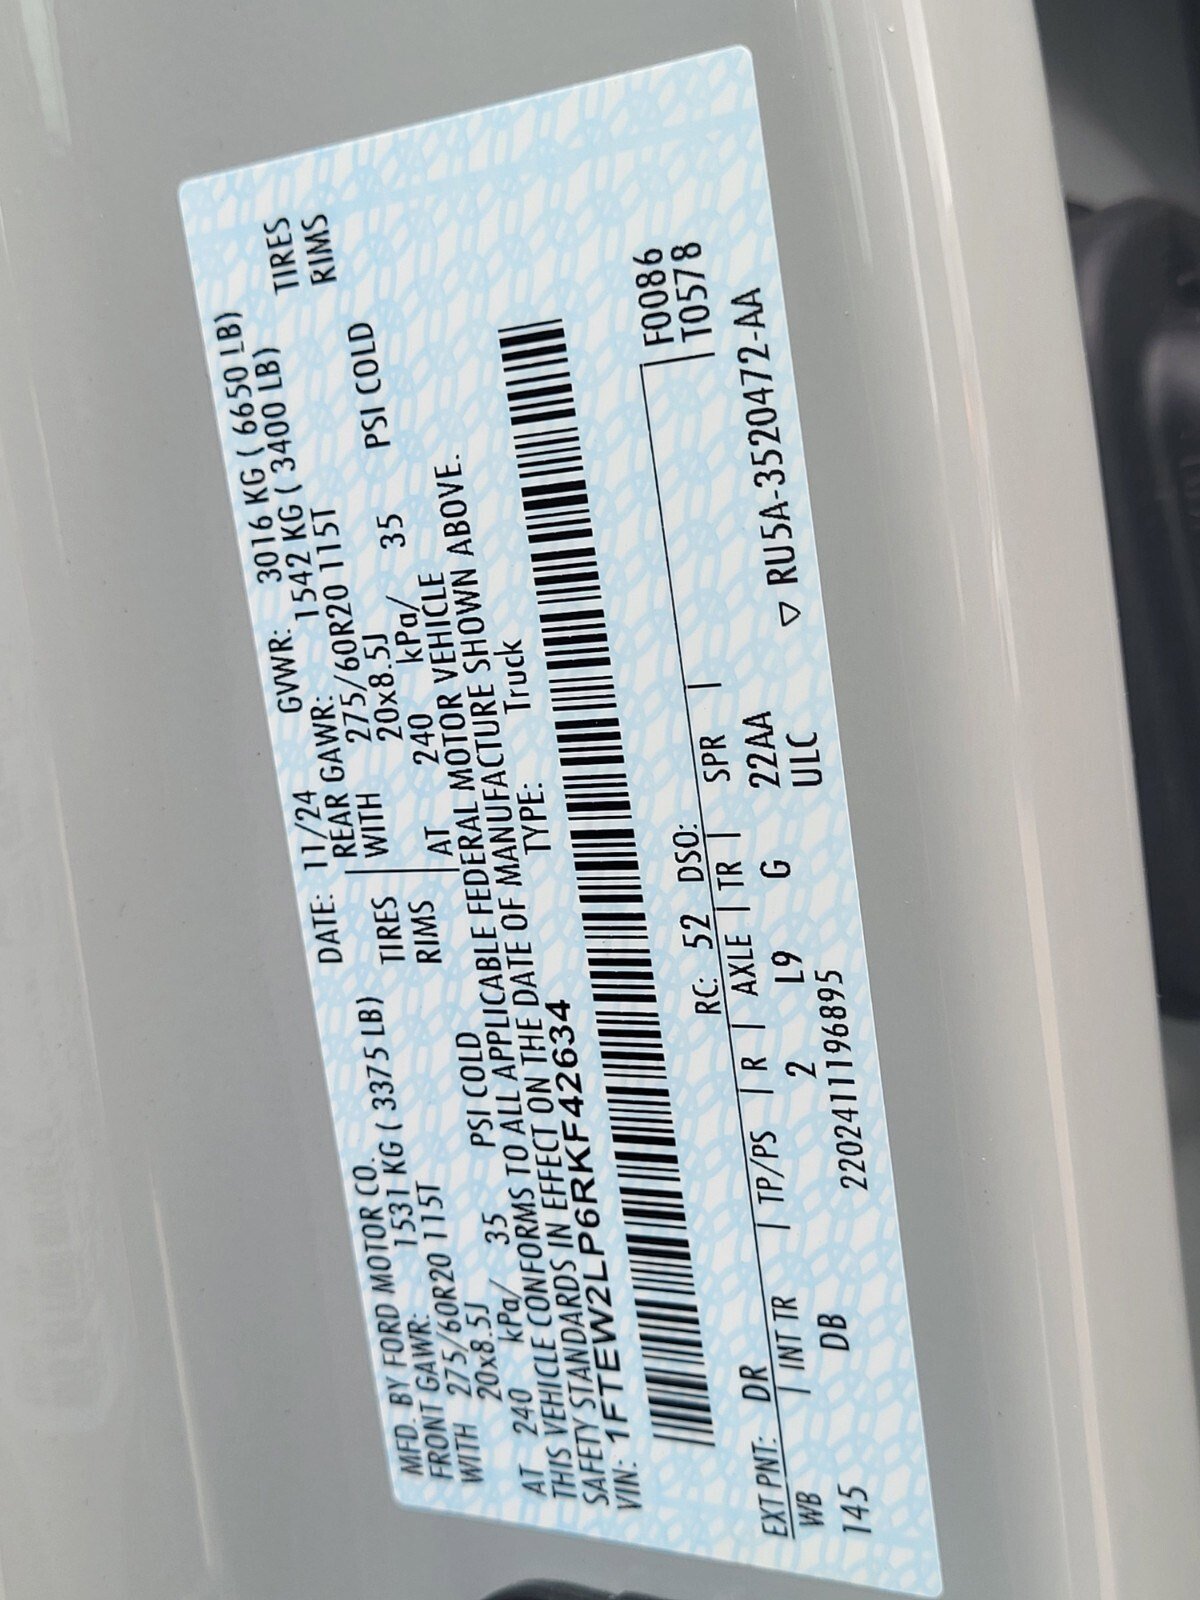 MFD. BY FORD MOTOR CO.
DATE: 11/24 GVWR: 3016 KG ( 6650 LB)
FRONT GAWR: 1531 KG ( 3375 LB) REAR GAWR: 1542 KG ( 3400 LB)
WITH 275/60R20 115T TIRES WITH 275/60R20 115T TIRES
20x8.5J RIMS 20x8.5J RIMS
AT 240 kPa/ 35 PSI COLD AT 240 kPa/ 35 PSI COLD
THIS VEHICLE CONFORMS TO ALL APPLICABLE FEDERAL MOTOR VEHICLE
SAFETY STANDARDS IN EFFECT ON THE DATE OF MANUFACTURE SHOWN ABOVE.
VIN: 1FTEW2LP6RKF42634 TYPE: Truck
F0086
T0578
EXT PNT: DR RC: 52 DSO:
WB INT TR TP/PS R AXLE TR SPR
145 DB 2 L9 G 22AA
ULC
2202411196895 ▽ RU5A-3520472-AA